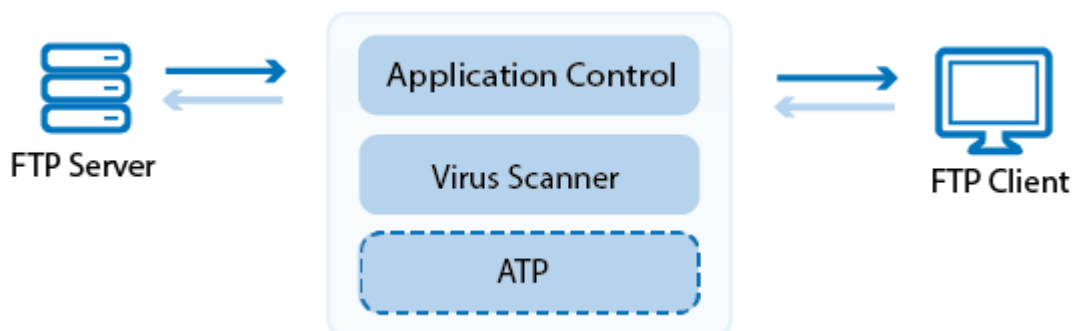 Application Control
FTP Server
Virus Scanner
FTP Client
ATP